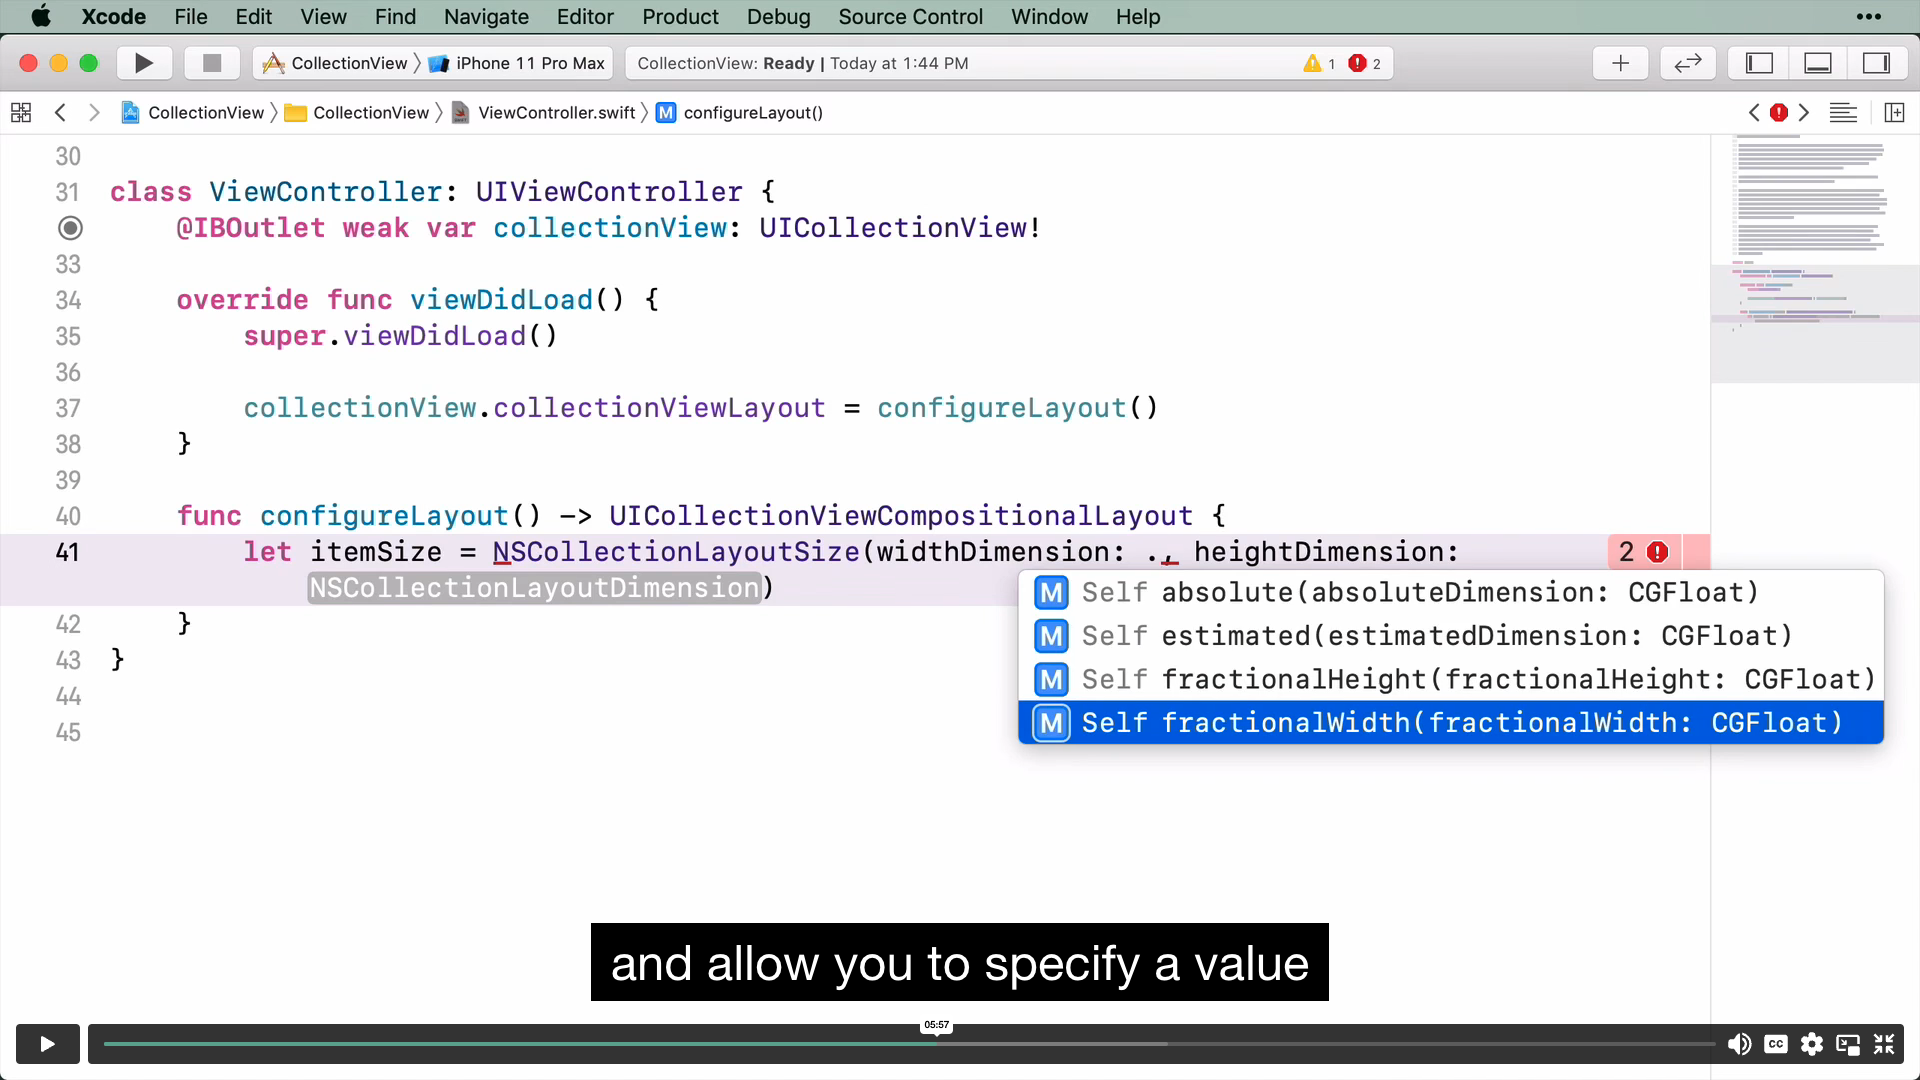 Xcode File Edit View Find Navigate Editor Product Debug Source Control Window Help
CollectionView iPhone 11 Pro Max CollectionView: Ready | Today at 1:44 PM 1 2
CollectionView CollectionView ViewController.swift M configureLayout()
30
31 class ViewController: UIViewController {
@IBOutlet weak var collectionView: UICollectionView!
33
34 override func viewDidLoad() {
35 super.viewDidLoad()
36
37 collectionView.collectionViewLayout = configureLayout()
38 }
39
40 func configureLayout() -> UICollectionViewCompositionalLayout {
41 let itemSize = NSCollectionLayoutSize(widthDimension: ., heightDimension: 2
NSCollectionLayoutDimension)
M Self absolute(absoluteDimension: CGFloat)
42 }
M Self estimated(estimatedDimension: CGFloat)
43 }
M Self fractionalHeight(fractionalHeight: CGFloat)
44
M Self fractionalWidth(fractionalWidth: CGFloat)
45
and allow you to specify a value
05:57
CC